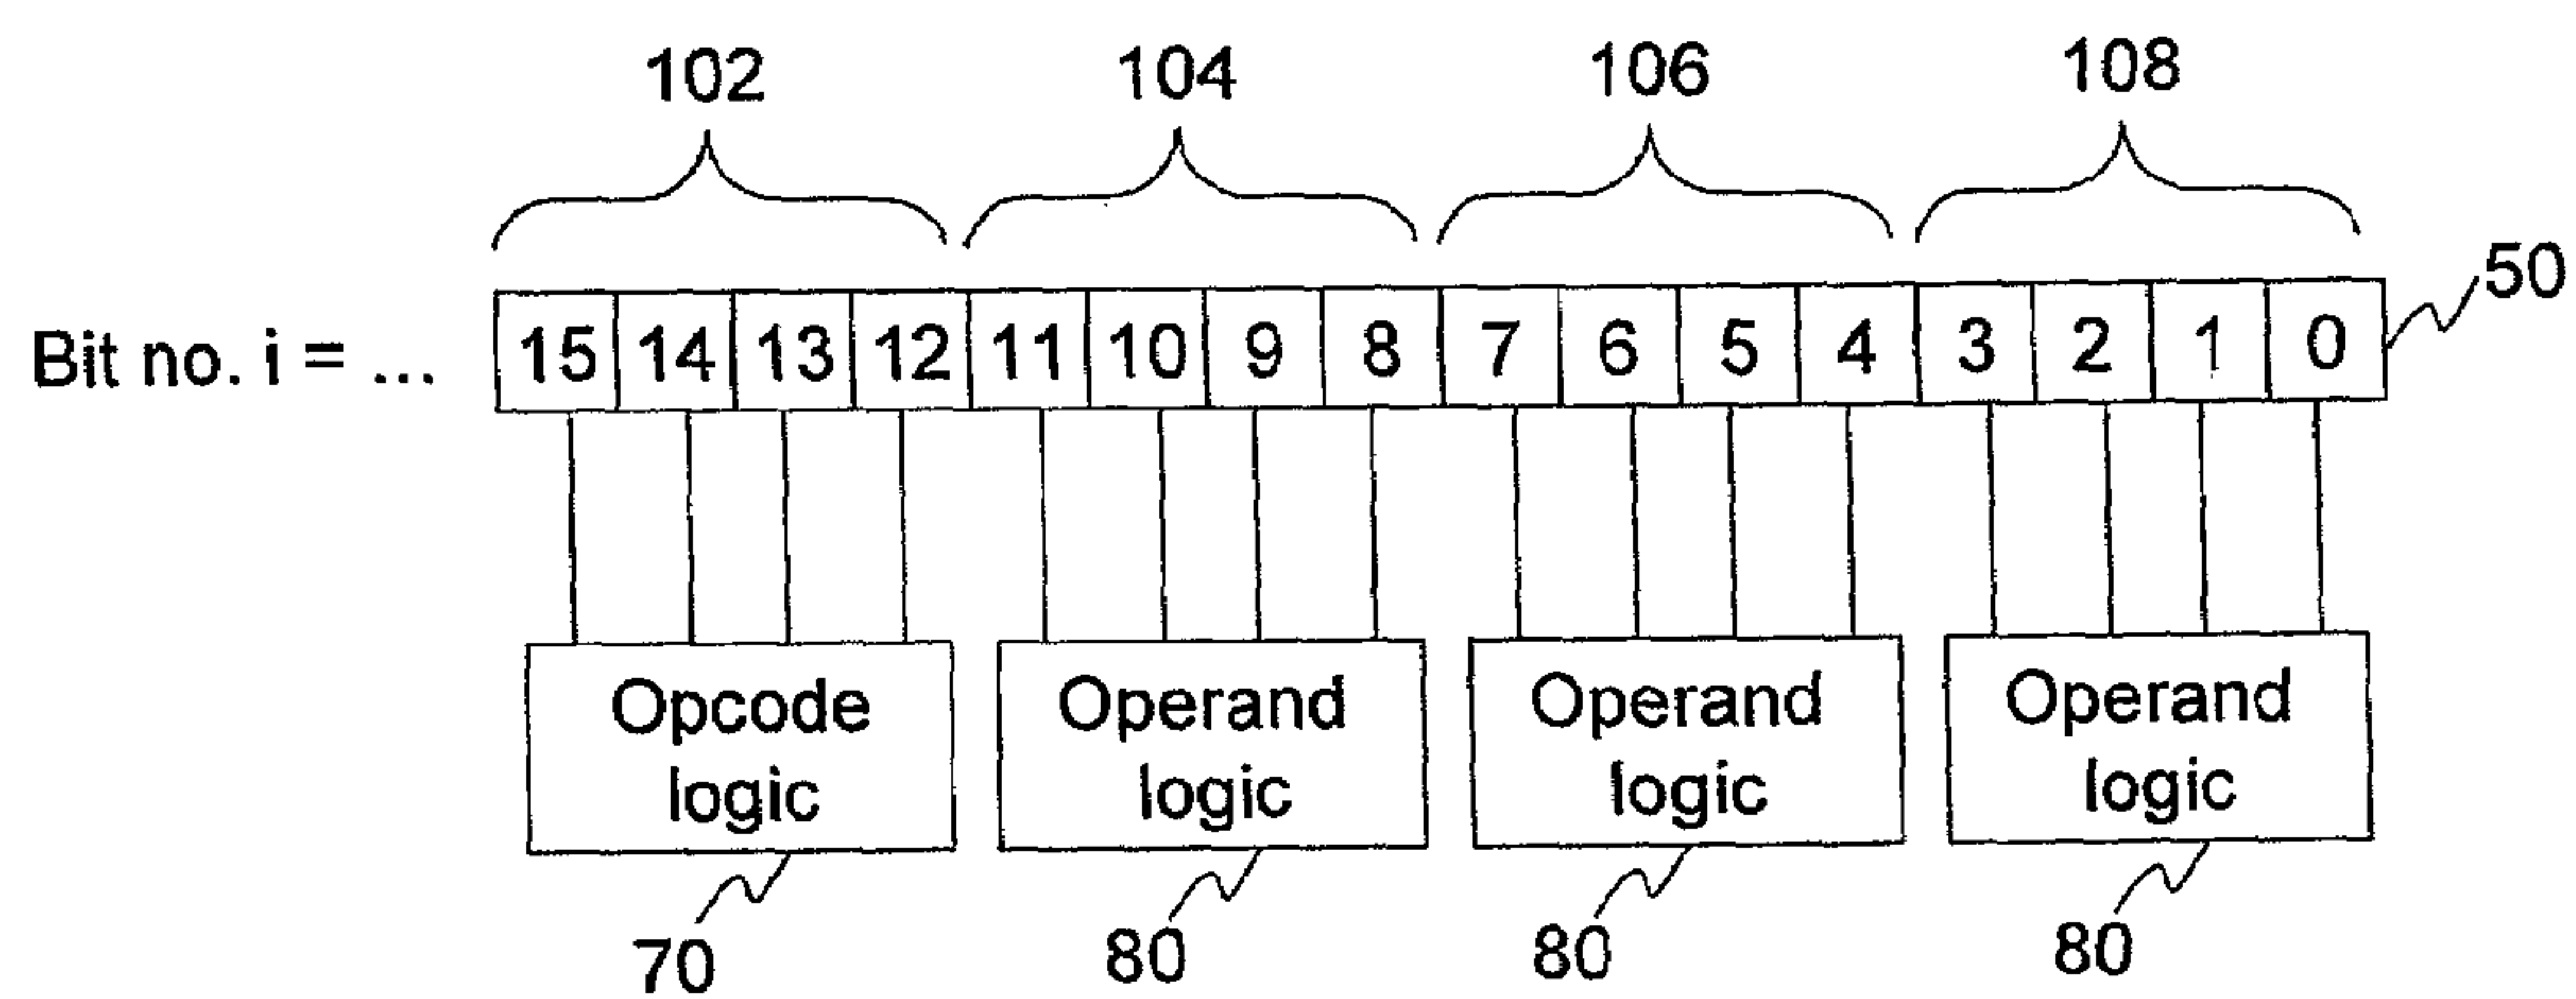 102 104 106 108
50
Bit no. i = ... 15 14 13 12 11 10 9 8 7 6 5 4 3 2 1 0
Opcode logic
Operand logic
Operand logic
Operand logic
70 80 80 80